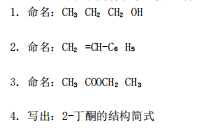 1. 命名：CH₃ CH₂ CH₂ OH
2. 命名：CH₂ =CH-C₆ H₅
3. 命名：CH₃ COOCH₂ CH₃
4. 写出：2-丁酮的结构简式